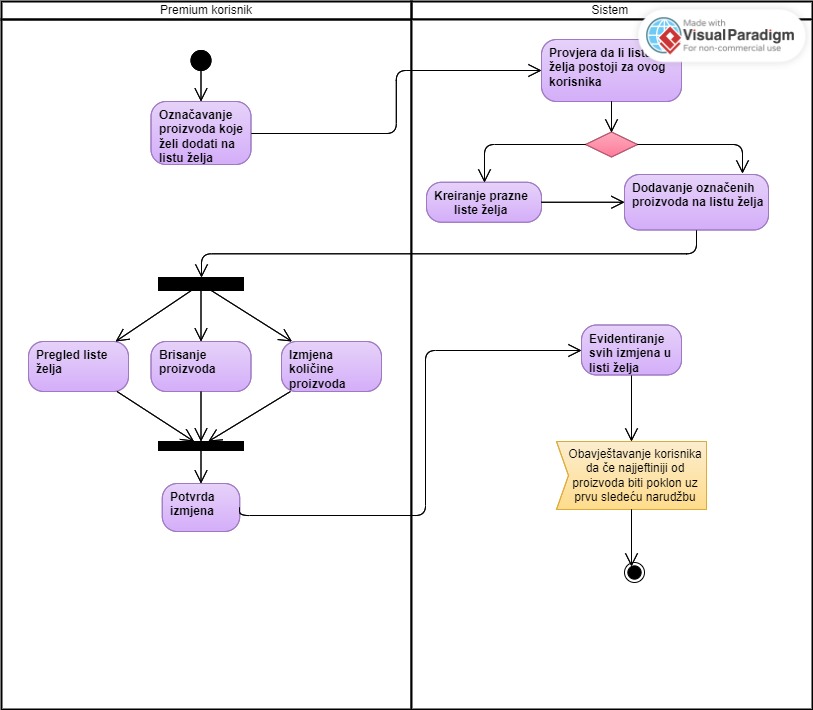 Premium korisnik
Sistem
Made with
VisualParadigm
For non-commercial use
Provjera da li lista
želja postoji za ovog
korisnika
Označavanje
proizvoda koje
želi dodati na
listu želja
Kreiranje prazne
liste želja
Dodavanje označenih
proizvoda na listu želja
Pregled liste
želja
Brisanje
proizvoda
Izmjena
količine
proizvoda
Evidentiranje
svih izmjena u
listi želja
Potvrda
izmjena
Obavještavanje korisnika
da če najjeftiniji od
proizvoda biti poklon uz
prvu sledeću narudžbu